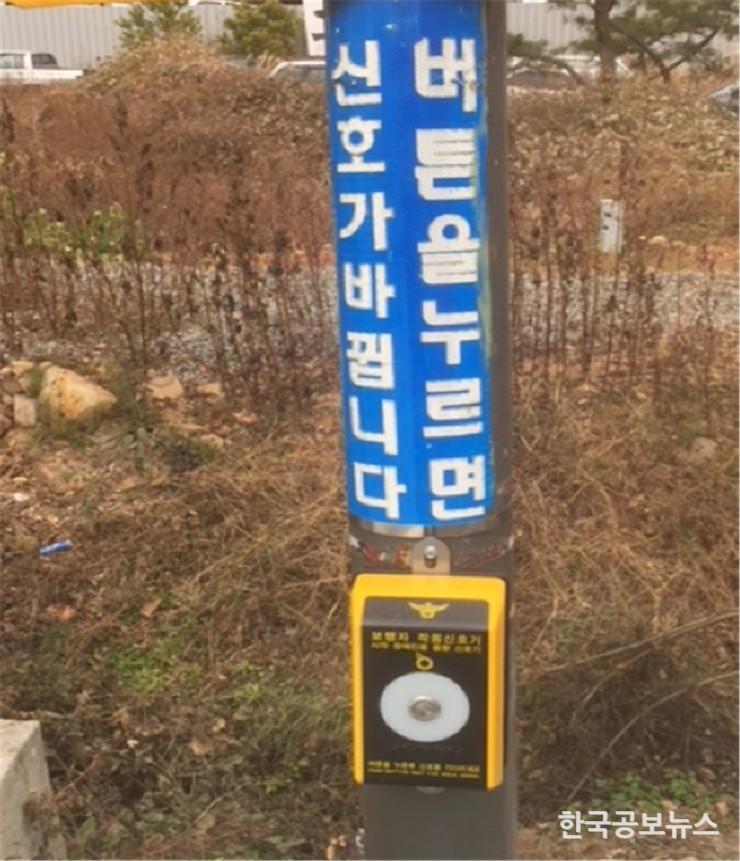 버튼을누르면
신호가바뀝니다
보행자 작동신호기
한국공보뉴스